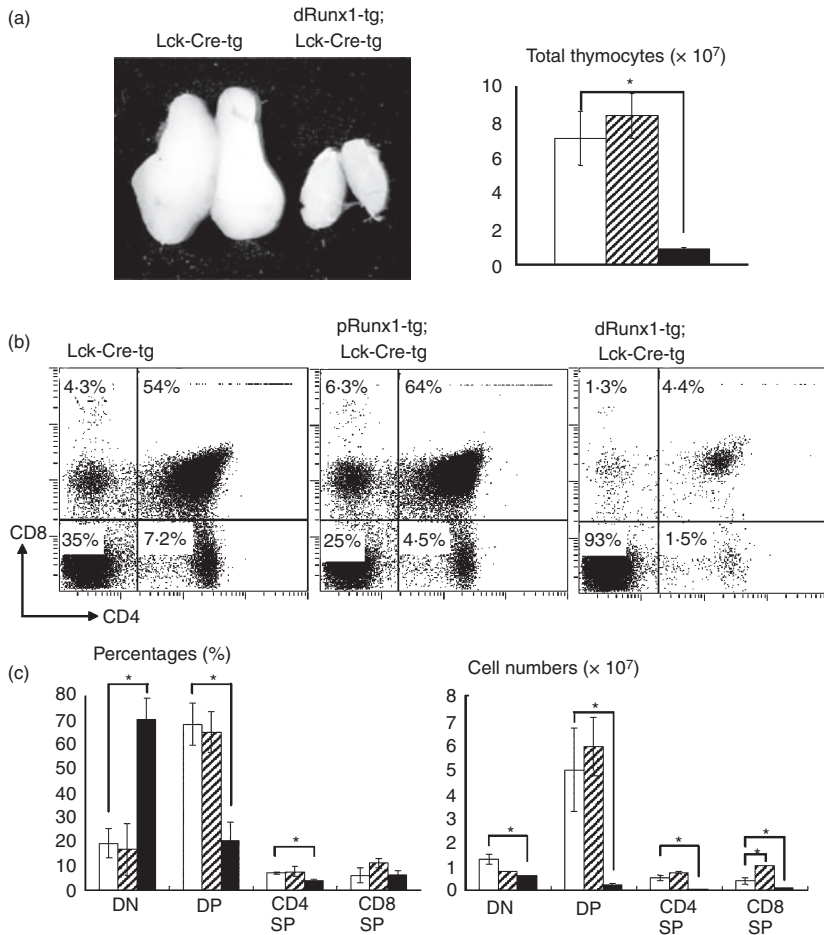 (a)
Lck-Cre-tg
dRunx1-tg;
Lck-Cre-tg
Total thymocytes (× 10⁷)
10
8
6
4
2
0
*
(b)
Lck-Cre-tg
pRunx1-tg;
Lck-Cre-tg
dRunx1-tg;
Lck-Cre-tg
4·3%
54%
35%
7·2%
6·3%
64%
25%
4·5%
1·3%
4·4%
93%
1·5%
CD8
CD4
(c)
Percentages (%)
80
70
60
50
40
30
20
10
0
*
*
*
DN
DP
CD4
SP
CD8
SP
Cell numbers (× 10⁷)
8
7
6
5
4
3
2
1
0
*
*
*
*
*
DN
DP
CD4
SP
CD8
SP